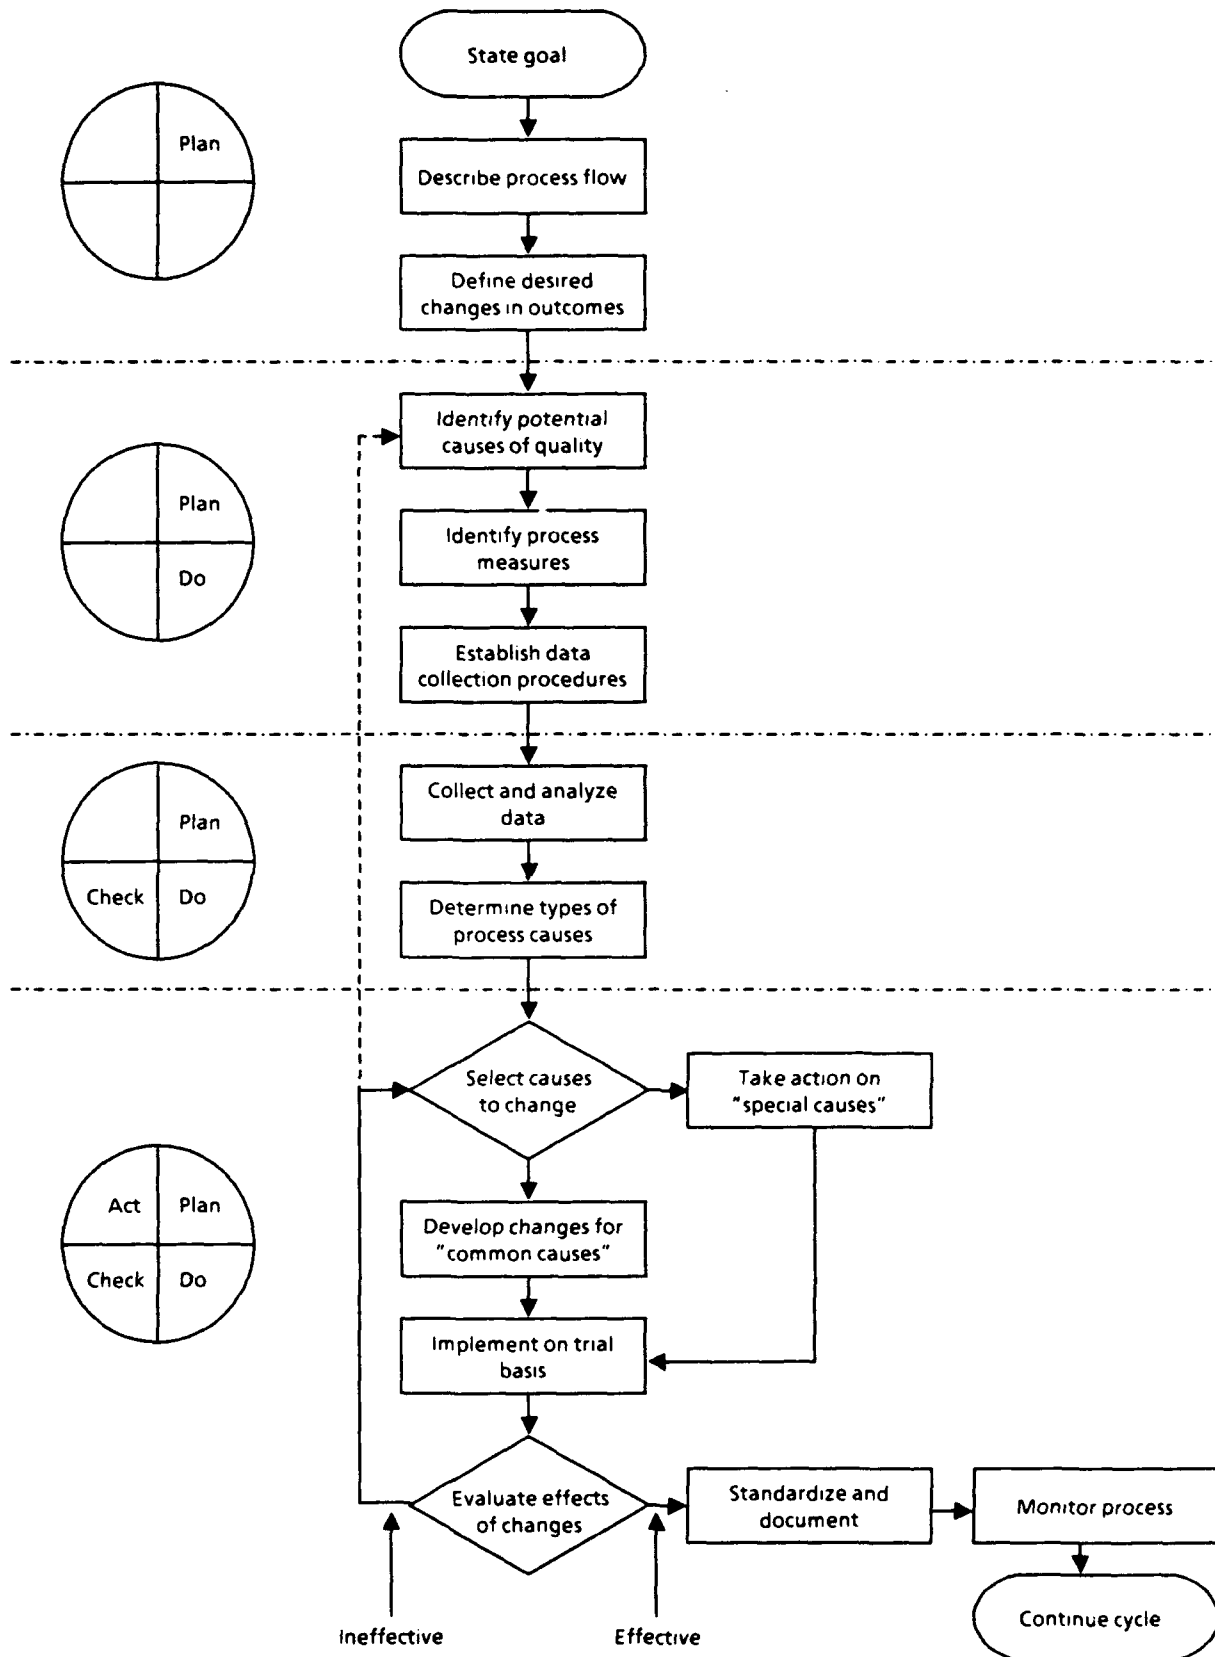 State goal
Plan
Describe process flow
Define desired
changes in outcomes
Identify potential
causes of quality
Plan
Do
Identify process
measures
Establish data
collection procedures
Collect and analyze
data
Plan
Check Do
Determine types of
process causes
Select causes
to change
Take action on
"special causes"
Act Plan
Check Do
Develop changes for
"common causes"
Implement on trial
basis
Evaluate effects
of changes
Standardize and
document
Monitor process
Ineffective
Effective
Continue cycle